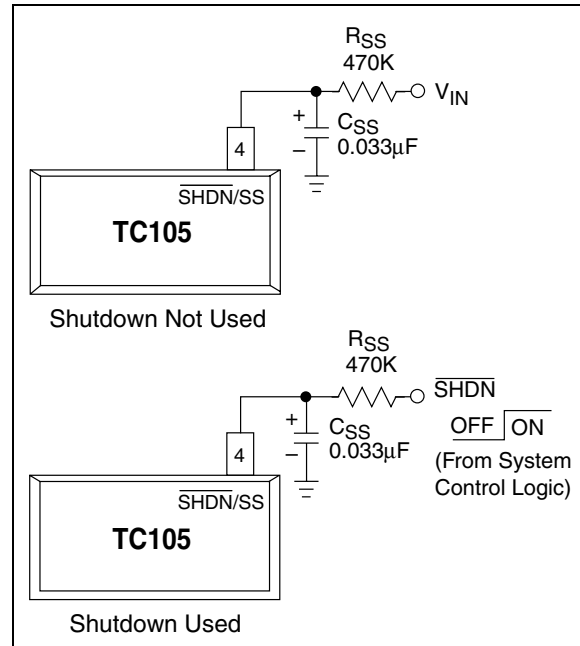 RSS
470K
VIN
+
CSS
–
0.033µF
4
SHDN/SS
TC105
Shutdown Not Used
RSS
470K
SHDN
OFF ON
(From System
Control Logic)
+
CSS
–
0.033µF
4
SHDN/SS
TC105
Shutdown Used